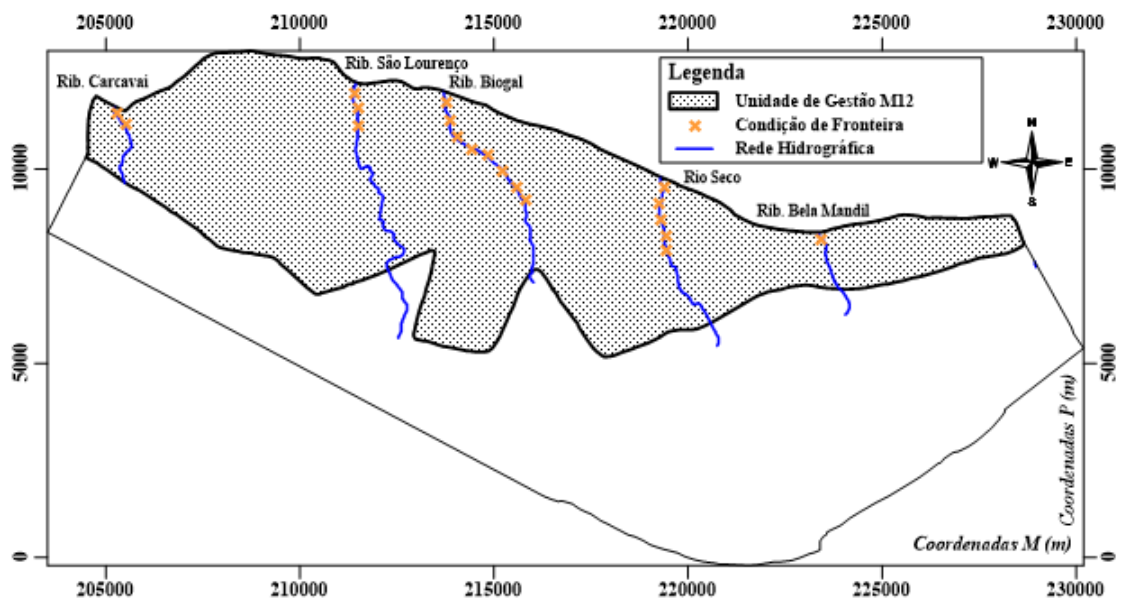 205000 210000 215000 220000 225000 230000
Rib. São Lourenço
Rib. Carcavai
Rib. Biogal
Legenda
Unidade de Gestão M12
Condição de Fronteira
Rede Hidrográfica
N
W E
S
10000 10000
Rio Seco
Rib. Bela Mandil
5000 5000
Coordenadas P (m)
Coordenadas M (m)
0 0
205000 210000 215000 220000 225000 230000